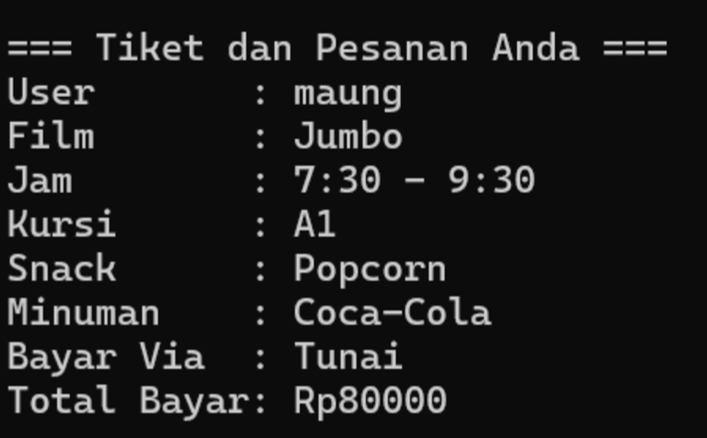 === Tiket dan Pesanan Anda ===
User        : maung
Film        : Jumbo
Jam         : 7:30 - 9:30
Kursi       : A1
Snack       : Popcorn
Minuman     : Coca-Cola
Bayar Via   : Tunai
Total Bayar: Rp80000